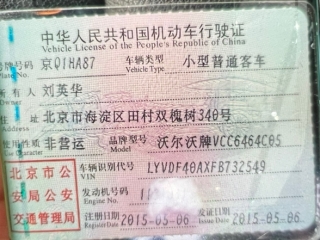 中华人民共和国机动车行驶证
Vehicle License of the People's Republic of China
号牌号码 京Q1HA87 车辆类型 小型普通客车
Plate No. Vehicle Type
所有人 刘英华
Owner
住址 北京市海淀区田村双槐树340号
使用性质 非营运 品牌型号 沃尔沃牌VCC6464C05
Use Character Model
北京市公安局公安交通管理局
车辆识别代号 LYVDF40AXFB732549
VIN
发动机号码
Engine No.
注册日期 2015-05-06 发证日期 2015-05-06
Register Date Issue Date